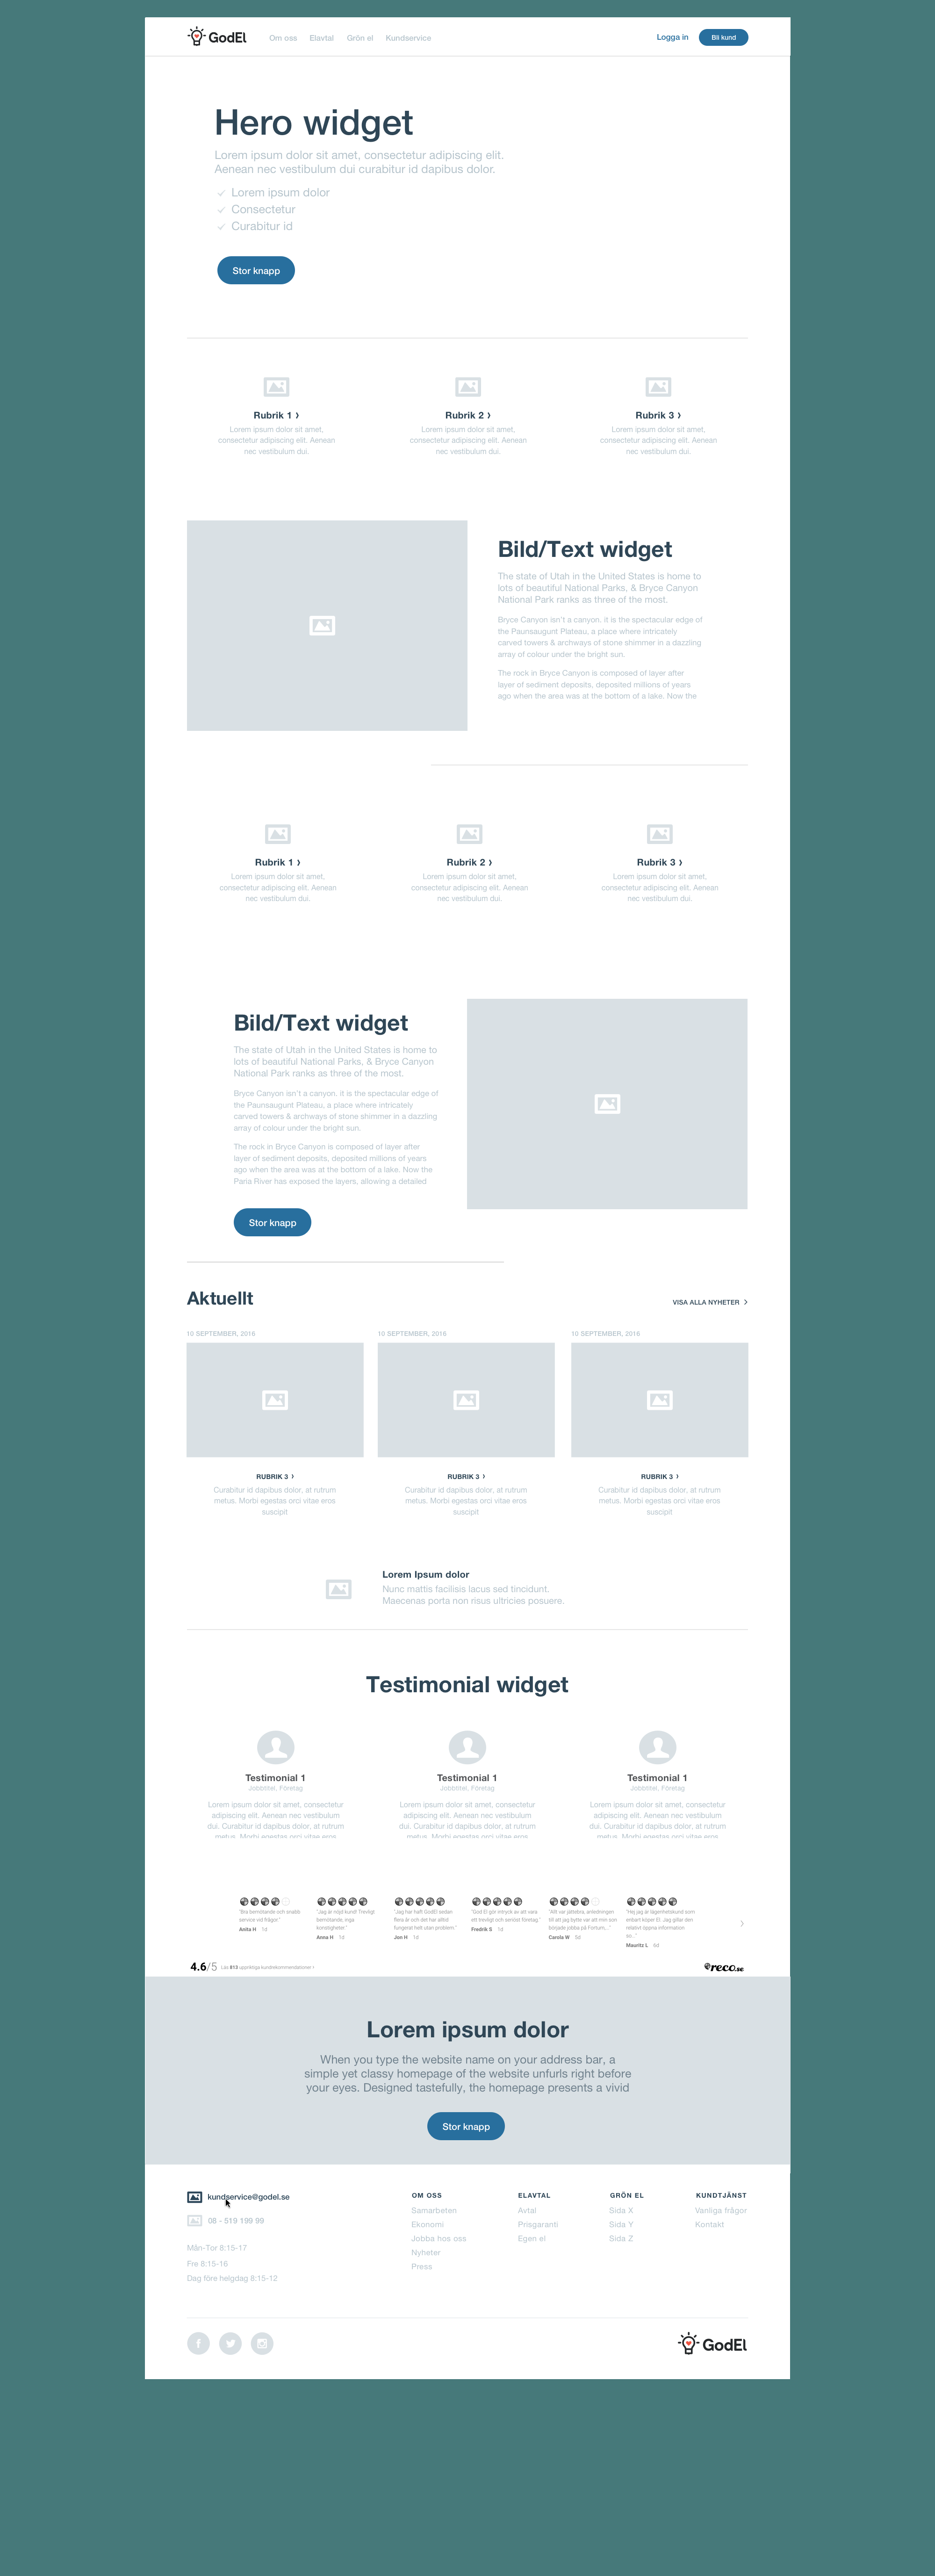 GodEl
Om oss
Elavtal
Grön el
Kundservice
Logga in
Bli kund
Hero widget
Lorem ipsum dolor sit amet, consectetur adipiscing elit.
Aenean nec vestibulum dui curabitur id dapibus dolor.
Lorem ipsum dolor
Consectetur
Curabitur id
Stor knapp
Rubrik 1 ›
Lorem ipsum dolor sit amet,
consectetur adipiscing elit. Aenean
nec vestibulum dui.
Rubrik 2 ›
Lorem ipsum dolor sit amet,
consectetur adipiscing elit. Aenean
nec vestibulum dui.
Rubrik 3 ›
Lorem ipsum dolor sit amet,
consectetur adipiscing elit. Aenean
nec vestibulum dui.
Bild/Text widget
The state of Utah in the United States is home to
lots of beautiful National Parks, & Bryce Canyon
National Park ranks as three of the most.
Bryce Canyon isn't a canyon. it is the spectacular edge of
the Paunsaugunt Plateau, a place where intricately
carved towers & archways of stone shimmer in a dazzling
array of colour under the bright sun.
The rock in Bryce Canyon is composed of layer after
layer of sediment deposits, deposited millions of years
ago when the area was at the bottom of a lake. Now the
Rubrik 1 ›
Lorem ipsum dolor sit amet,
consectetur adipiscing elit. Aenean
nec vestibulum dui.
Rubrik 2 ›
Lorem ipsum dolor sit amet,
consectetur adipiscing elit. Aenean
nec vestibulum dui.
Rubrik 3 ›
Lorem ipsum dolor sit amet,
consectetur adipiscing elit. Aenean
nec vestibulum dui.
Bild/Text widget
The state of Utah in the United States is home to
lots of beautiful National Parks, & Bryce Canyon
National Park ranks as three of the most.
Bryce Canyon isn't a canyon. it is the spectacular edge of
the Paunsaugunt Plateau, a place where intricately
carved towers & archways of stone shimmer in a dazzling
array of colour under the bright sun.
The rock in Bryce Canyon is composed of layer after
layer of sediment deposits, deposited millions of years
ago when the area was at the bottom of a lake. Now the
Paria River has exposed the layers, allowing a detailed
Stor knapp
Aktuellt
VISA ALLA NYHETER ›
10 SEPTEMBER, 2016
10 SEPTEMBER, 2016
10 SEPTEMBER, 2016
RUBRIK 3 ›
Curabitur id dapibus dolor, at rutrum
metus. Morbi egestas orci vitae eros
suscipit
RUBRIK 3 ›
Curabitur id dapibus dolor, at rutrum
metus. Morbi egestas orci vitae eros
suscipit
RUBRIK 3 ›
Curabitur id dapibus dolor, at rutrum
metus. Morbi egestas orci vitae eros
suscipit
Lorem Ipsum dolor
Nunc mattis facilisis lacus sed tincidunt.
Maecenas porta non risus ultricies posuere.
Testimonial widget
Testimonial 1
Jobbtitel, Företag
Lorem ipsum dolor sit amet, consectetur
adipiscing elit. Aenean nec vestibulum
dui. Curabitur id dapibus dolor, at rutrum
metus. Morbi egestas orci vitae eros
Testimonial 1
Jobbtitel, Företag
Lorem ipsum dolor sit amet, consectetur
adipiscing elit. Aenean nec vestibulum
dui. Curabitur id dapibus dolor, at rutrum
metus. Morbi egestas orci vitae eros
Testimonial 1
Jobbtitel, Företag
Lorem ipsum dolor sit amet, consectetur
adipiscing elit. Aenean nec vestibulum
dui. Curabitur id dapibus dolor, at rutrum
metus. Morbi egestas orci vitae eros
"Bra bemötande och snabb
service vid frågor."
Anita H 1d
"Jag är nöjd kund! Trevligt
bemötande, inga
konstigheter."
Anna H 1d
"Jag har haft GodEl sedan
flera år och det har alltid
fungerat helt utan problem"
Jon H 1d
"God El gör intryck av att vara
ett trevligt och seriöst företag."
Fredrik S 1d
"Allt var jättebra, anledningen
till att jag bytte var att min son
började jobba på Fortum,..."
Carola W 5d
"Hej jag är lägenhetskund som
enbart köper El. Jag gillar den
relativt öppna information
Mauritz L 6d
4.6/5
Läs 813 uppriktiga kundrekommendationer ›
reco.se
Lorem ipsum dolor
When you type the website name on your address bar, a
simple yet classy homepage of the website unfurls right before
your eyes. Designed tastefully, the homepage presents a vivid
Stor knapp
kundservice@godel.se
08 - 519 199 99
Mån-Tor 8:15-17
Fre 8:15-16
Dag före helgdag 8:15-12
OM OSS
Samarbeten
Ekonomi
Jobba hos oss
Nyheter
Press
ELAVTAL
Avtal
Prisgaranti
Egen el
GRÖN EL
Sida X
Sida Y
Sida Z
KUNDTJÄNST
Vanliga frågor
Kontakt
GodEl